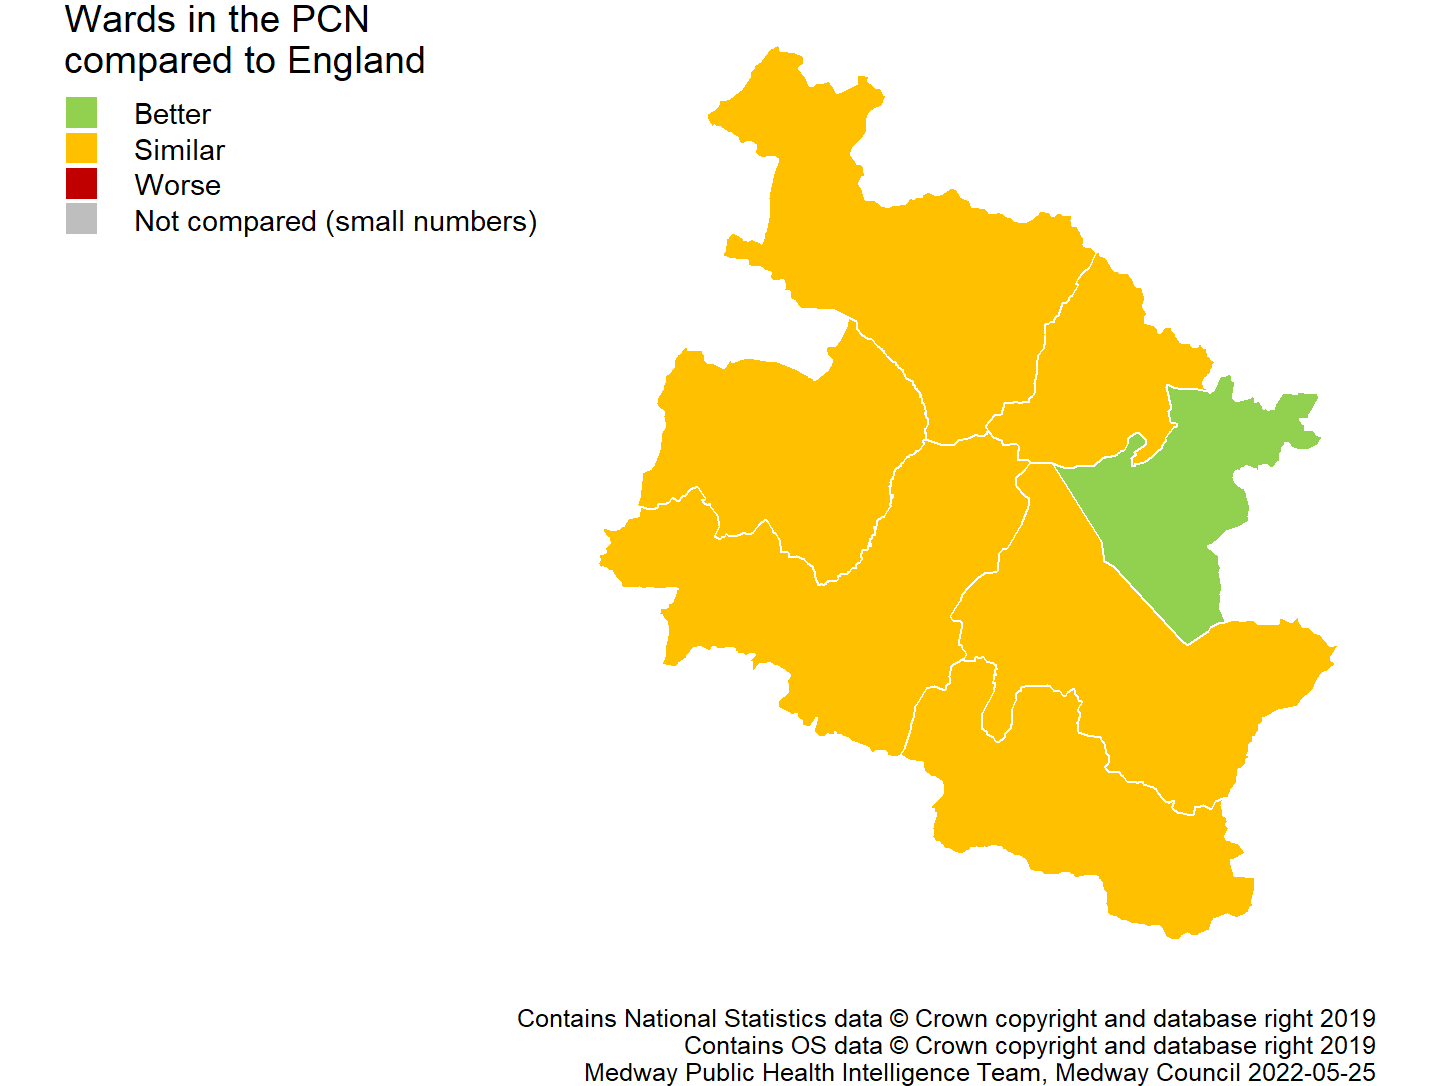 Wards in the PCN
compared to England
Better
Similar
Worse
Not compared (small numbers)
Contains National Statistics data © Crown copyright and database right 2019
Contains OS data © Crown copyright and database right 2019
Medway Public Health Intelligence Team, Medway Council 2022-05-25